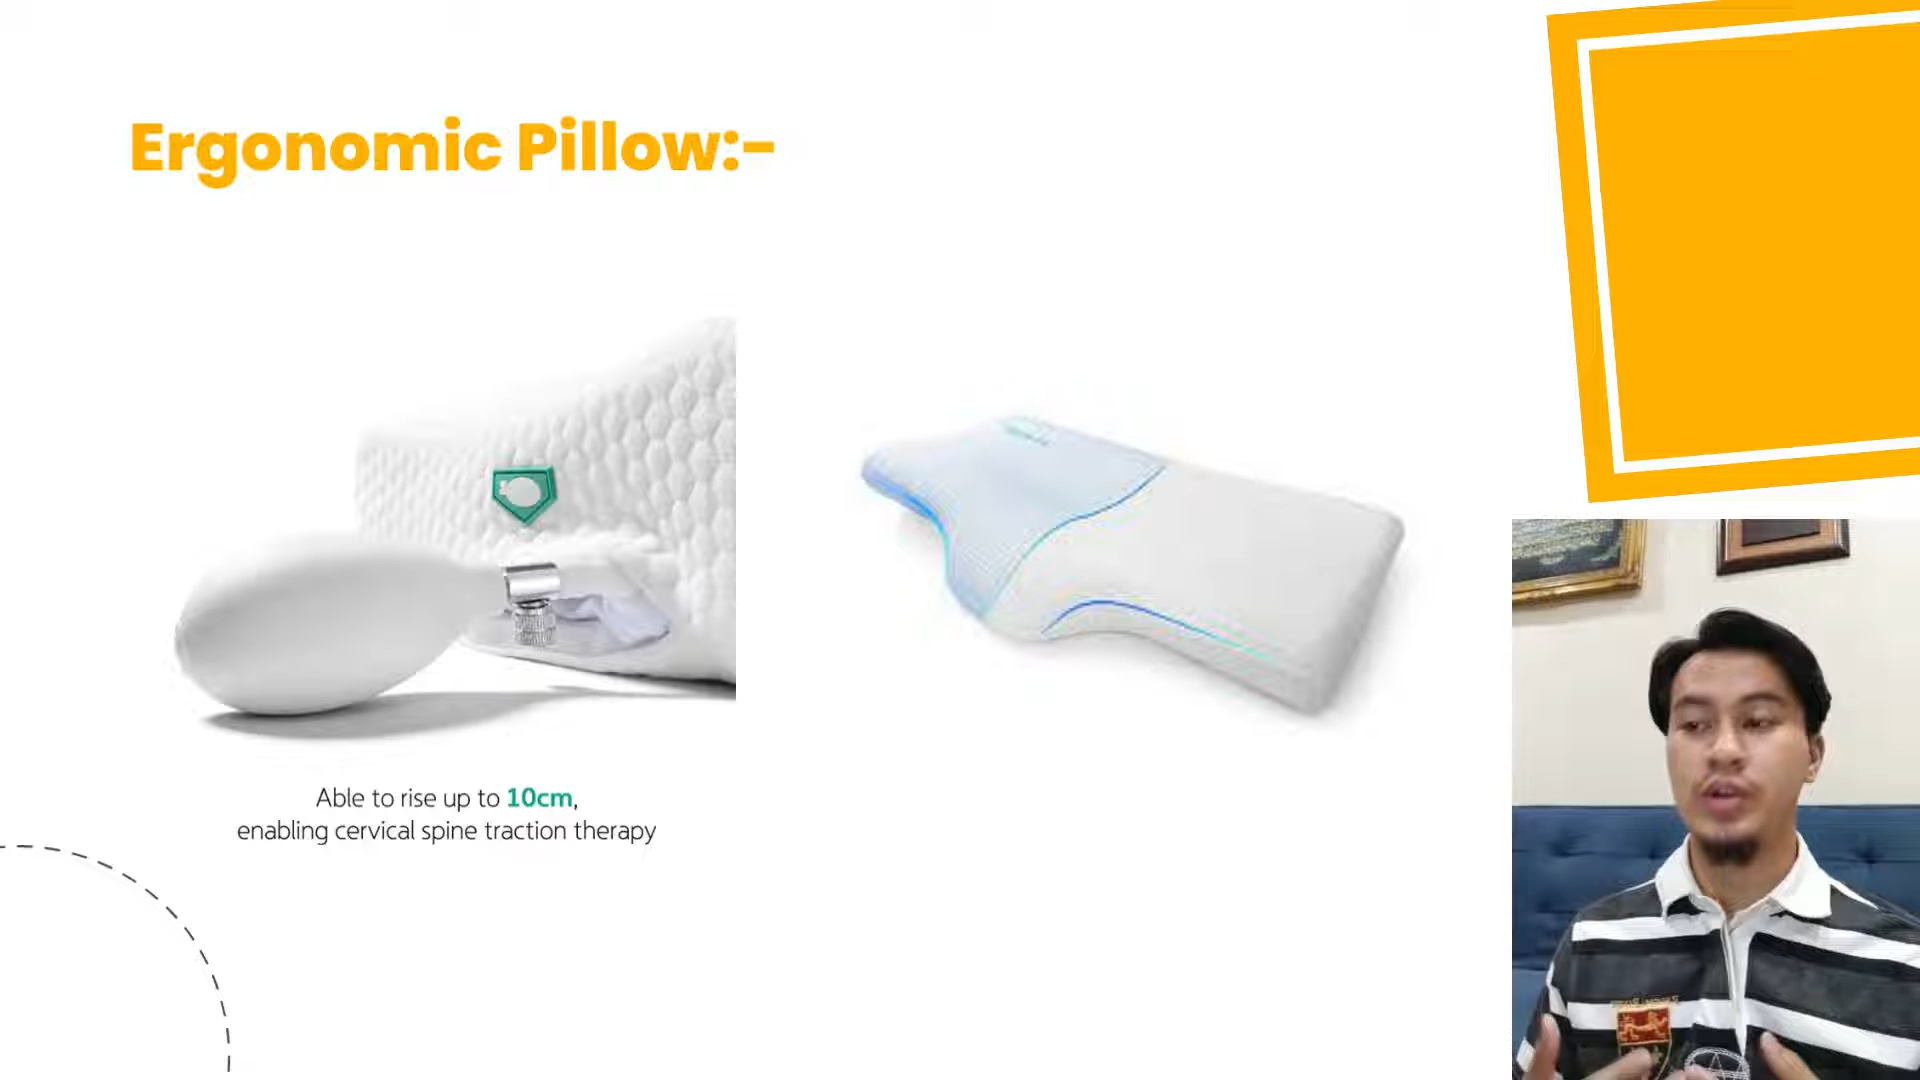 Ergonomic Pillow:-
Able to rise up to 10cm,
enabling cervical spine traction therapy